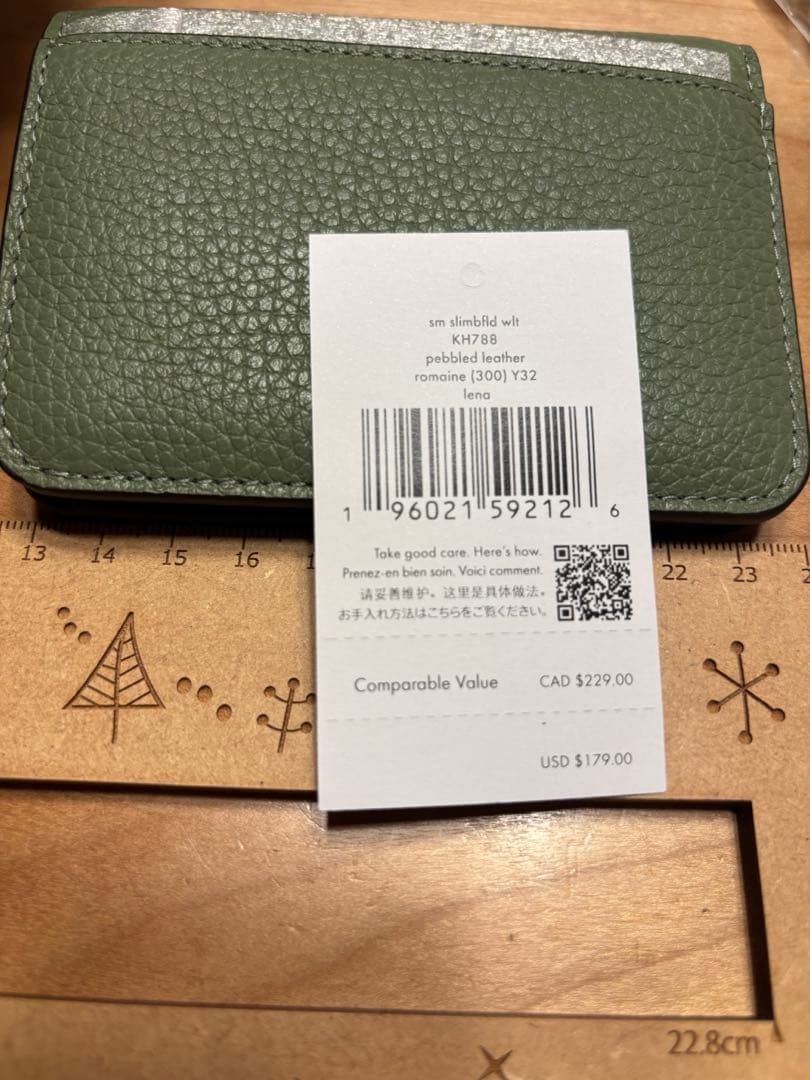 sm slimbfld wlt
KH788
pebbled leather
romaine (300) Y32
lena
1 96021 59212 6
Take good care. Here's how.
Prenez-en bien soin. Voici comment.
请妥善维护。这里是具体做法。
お手入れ方法はこちらをご覧ください。
13 14 15 16 22 23
Comparable Value CAD $229.00
USD $179.00
22.8cm